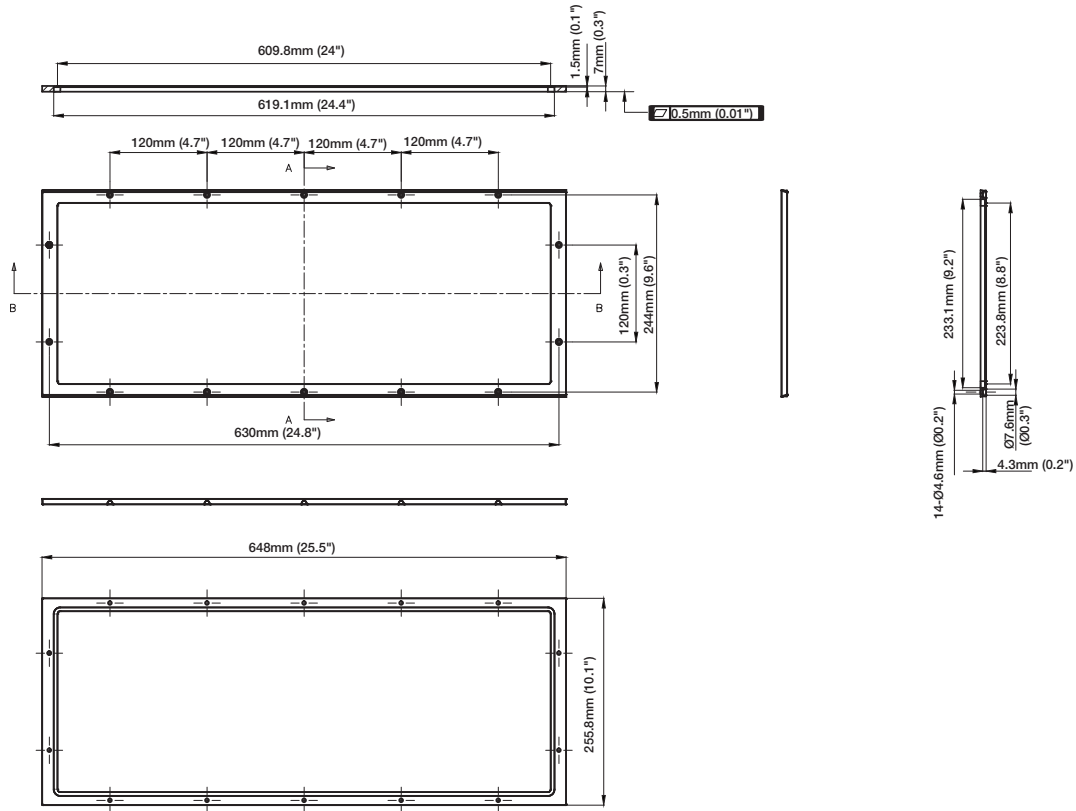 609.8mm (24")
1.5mm (0.1")
7mm (0.3")
619.1mm (24.4")
0.5mm (0.01")
120mm (4.7")
120mm (4.7")
120mm (4.7")
120mm (4.7")
A
B
B
120mm (0.3")
244mm (9.6")
233.1mm (9.2")
223.8mm (8.8")
A
630mm (24.8")
14-Ø4.6mm (Ø0.2")
Ø7.6mm
(Ø0.3")
4.3mm (0.2")
648mm (25.5")
255.8mm (10.1")